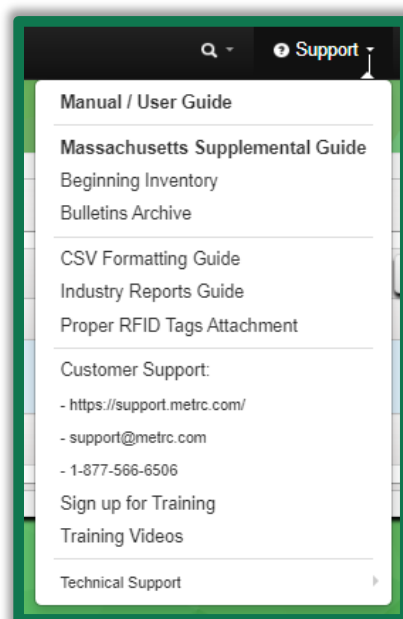 Support
Manual / User Guide
Massachusetts Supplemental Guide
Beginning Inventory
Bulletins Archive
CSV Formatting Guide
Industry Reports Guide
Proper RFID Tags Attachment
Customer Support:
- https://support.metrc.com/
- support@metrc.com
- 1-877-566-6506
Sign up for Training
Training Videos
Technical Support